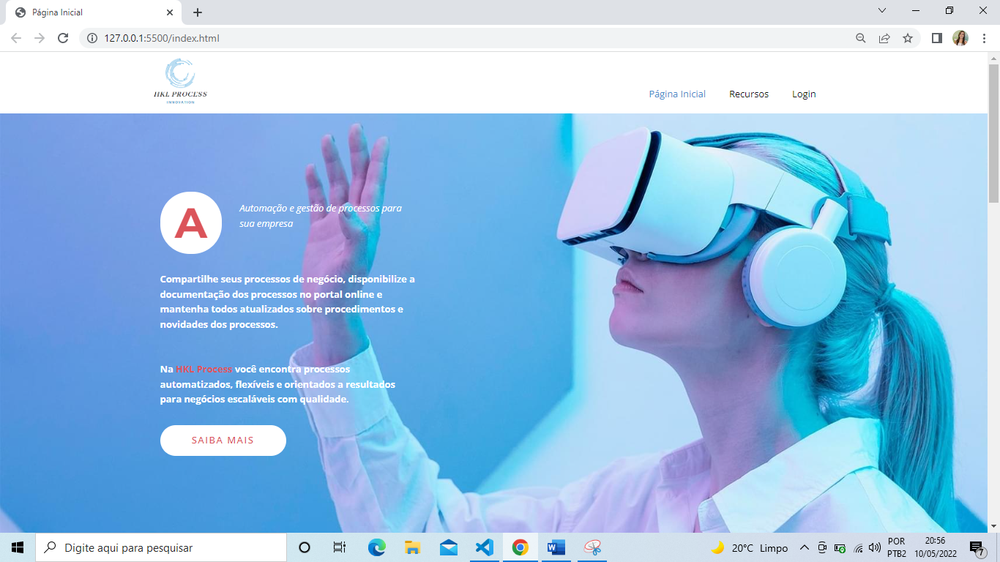 Página Inicial
127.0.0.1:5500/index.html
HKL PROCESS
INNOVATION
Página Inicial
Recursos
Login
A
Automação e gestão de processos para
sua empresa
Compartilhe seus processos de negócio, disponibilize a
documentação dos processos no portal online e
mantenha todos atualizados sobre procedimentos e
novidades dos processos.
Na HKL Process você encontra processos
automatizados, flexíveis e orientados a resultados
para negócios escaláveis com qualidade.
SAIBA MAIS
Digite aqui para pesquisar
20°C Limpo
POR
PTB2
20:56
10/05/2022
7